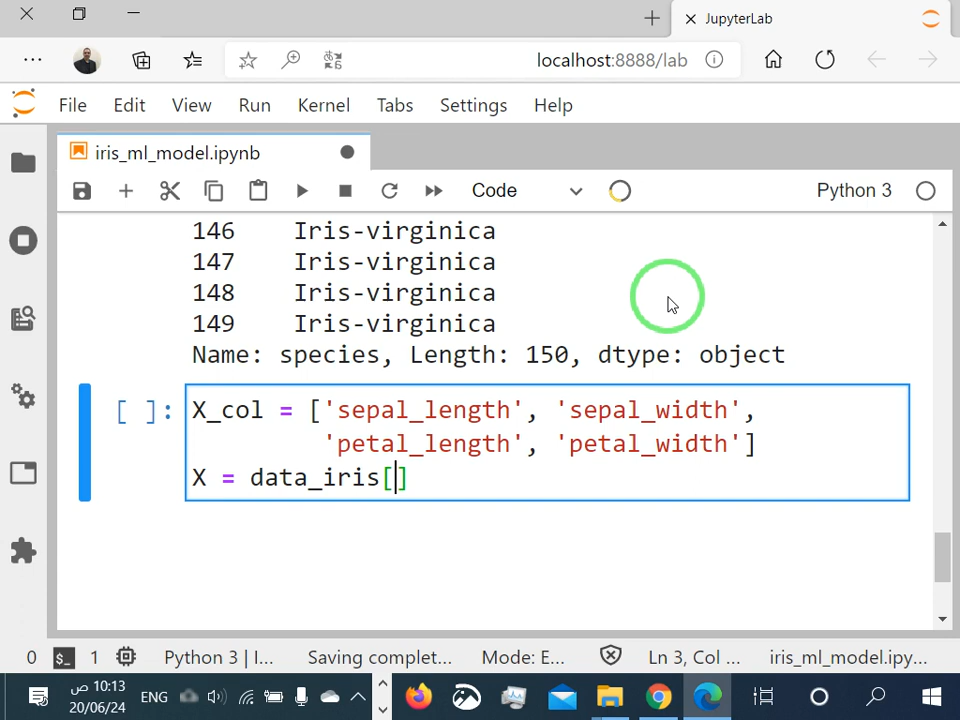 JupyterLab
localhost:8888/lab
File Edit View Run Kernel Tabs Settings Help
iris_ml_model.ipynb
Code Python 3
146 Iris-virginica
147 Iris-virginica
148 Iris-virginica
149 Iris-virginica
Name: species, Length: 150, dtype: object
[ ]: X_col = ['sepal_length', 'sepal_width',
'petal_length', 'petal_width']
X = data_iris[]
0 $_ 1 Python 3 | I... Saving complet... Mode: E... Ln 3, Col ... iris_ml_model.ipy...
10:13 ص ENG
20/06/24